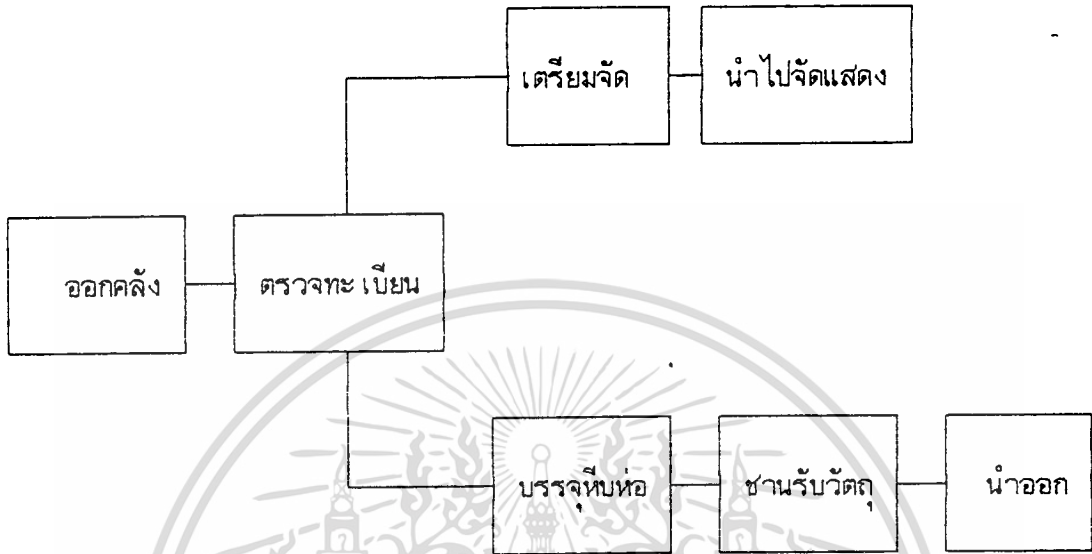 เตรียมจัด
นำไปจัดแสดง
ออกคลัง
ตรวจทะเบียน
บรรจุหีบห่อ
ชานรับวัตถุ
นำออก